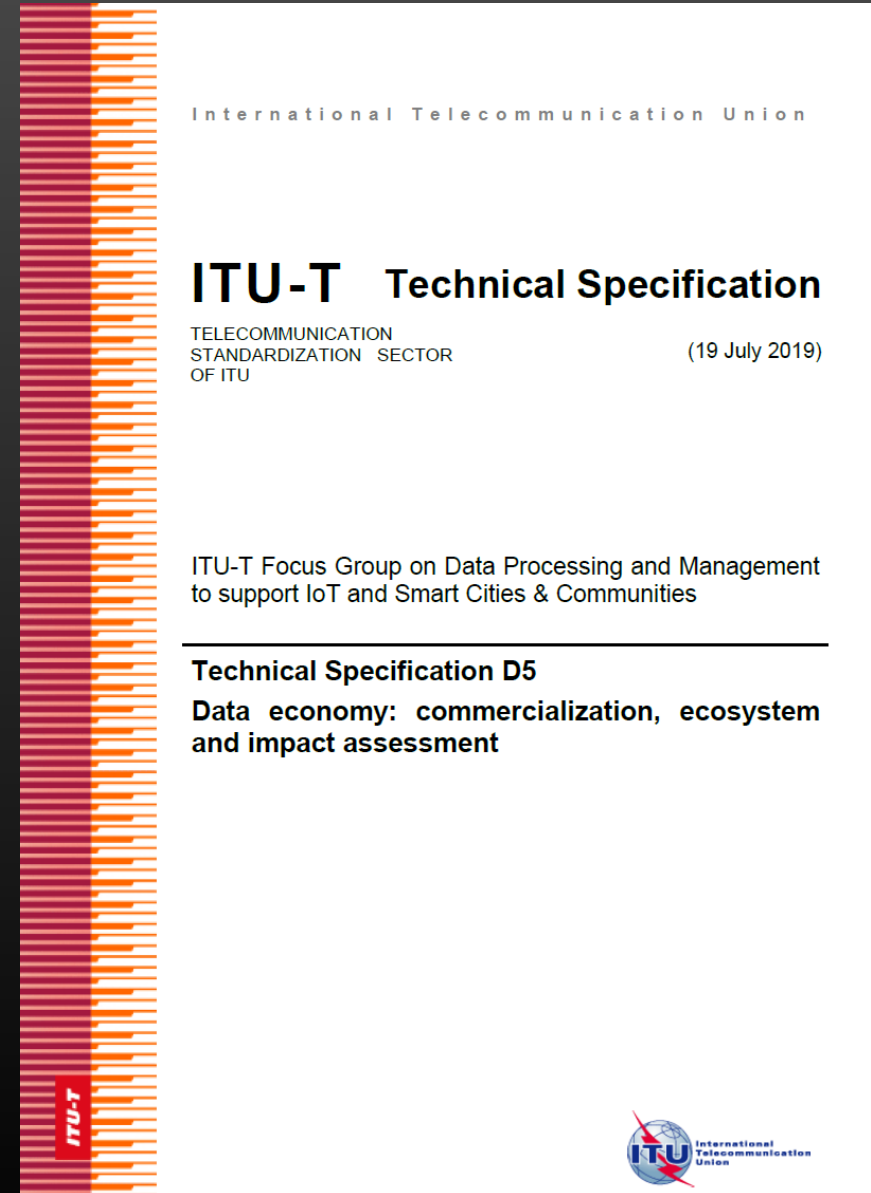 International Telecommunication Union
ITU-T Technical Specification
TELECOMMUNICATION
STANDARDIZATION SECTOR
OF ITU
(19 July 2019)
ITU-T Focus Group on Data Processing and Management
to support IoT and Smart Cities & Communities
Technical Specification D5
Data economy: commercialization, ecosystem
and impact assessment
ITU-T
ITU
International
Telecommunication
Union